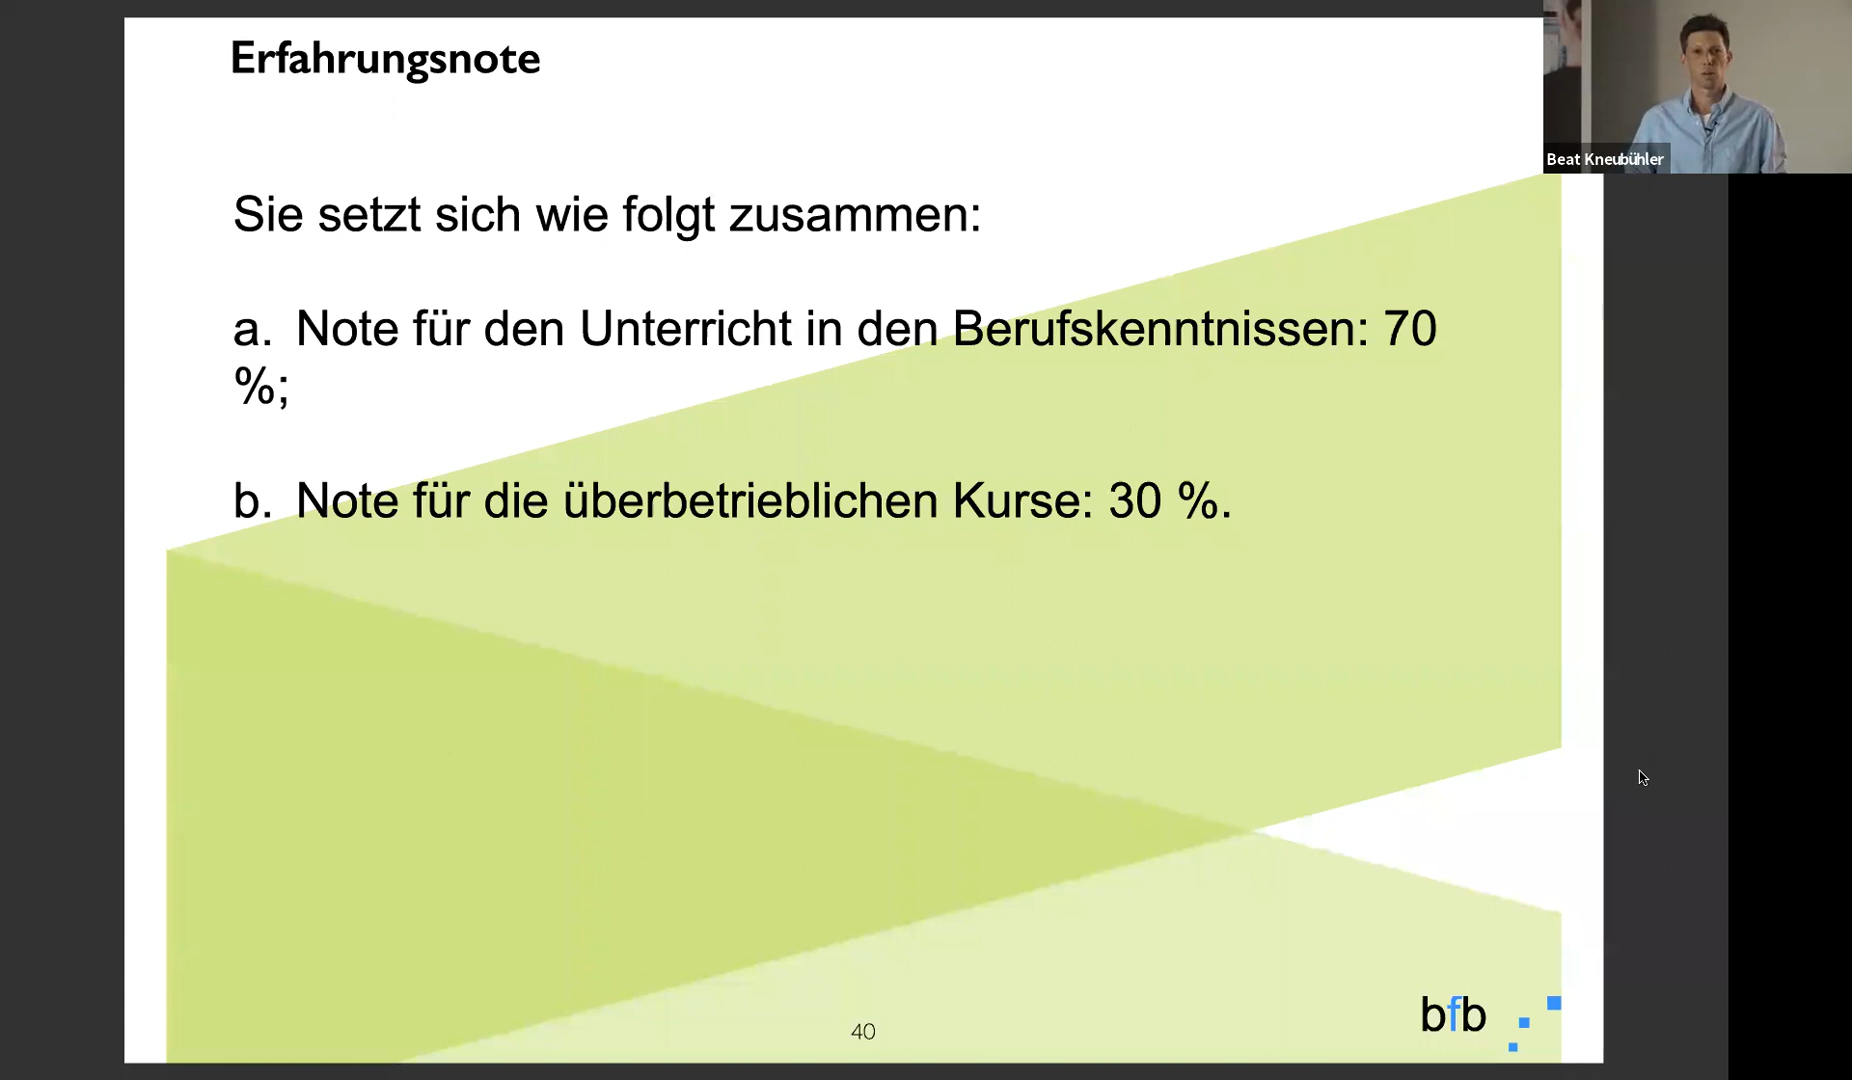 Erfahrungsnote
Beat Kneubühler
Sie setzt sich wie folgt zusammen:
a. Note für den Unterricht in den Berufskenntnissen: 70
%;
b. Note für die überbetrieblichen Kurse: 30 %.
bfb
40